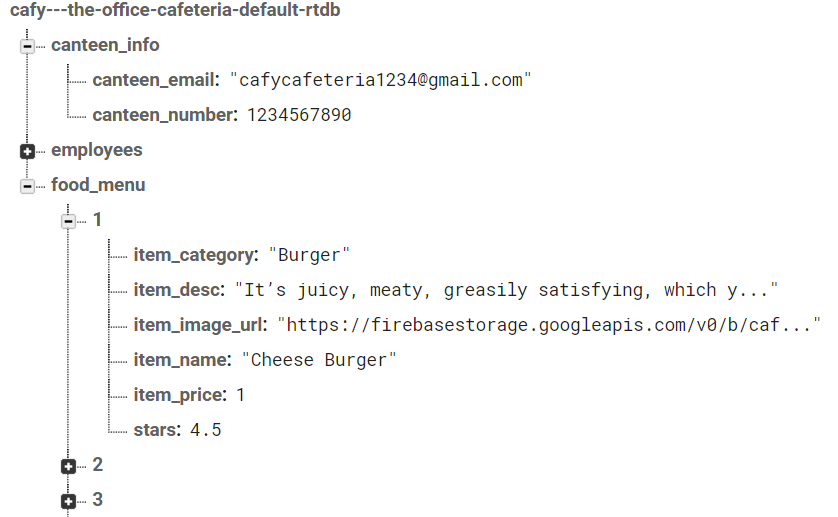 cafy---the-office-cafeteria-default-rtdb
canteen_info
canteen_email: "cafycafeteria1234@gmail.com"
canteen_number: 1234567890
employees
food_menu
1
item_category: "Burger"
item_desc: "It’s juicy, meaty, greasily satisfying, which y..."
item_image_url: "https://firebasestorage.googleapis.com/v0/b/caf..."
item_name: "Cheese Burger"
item_price: 1
stars: 4.5
2
3